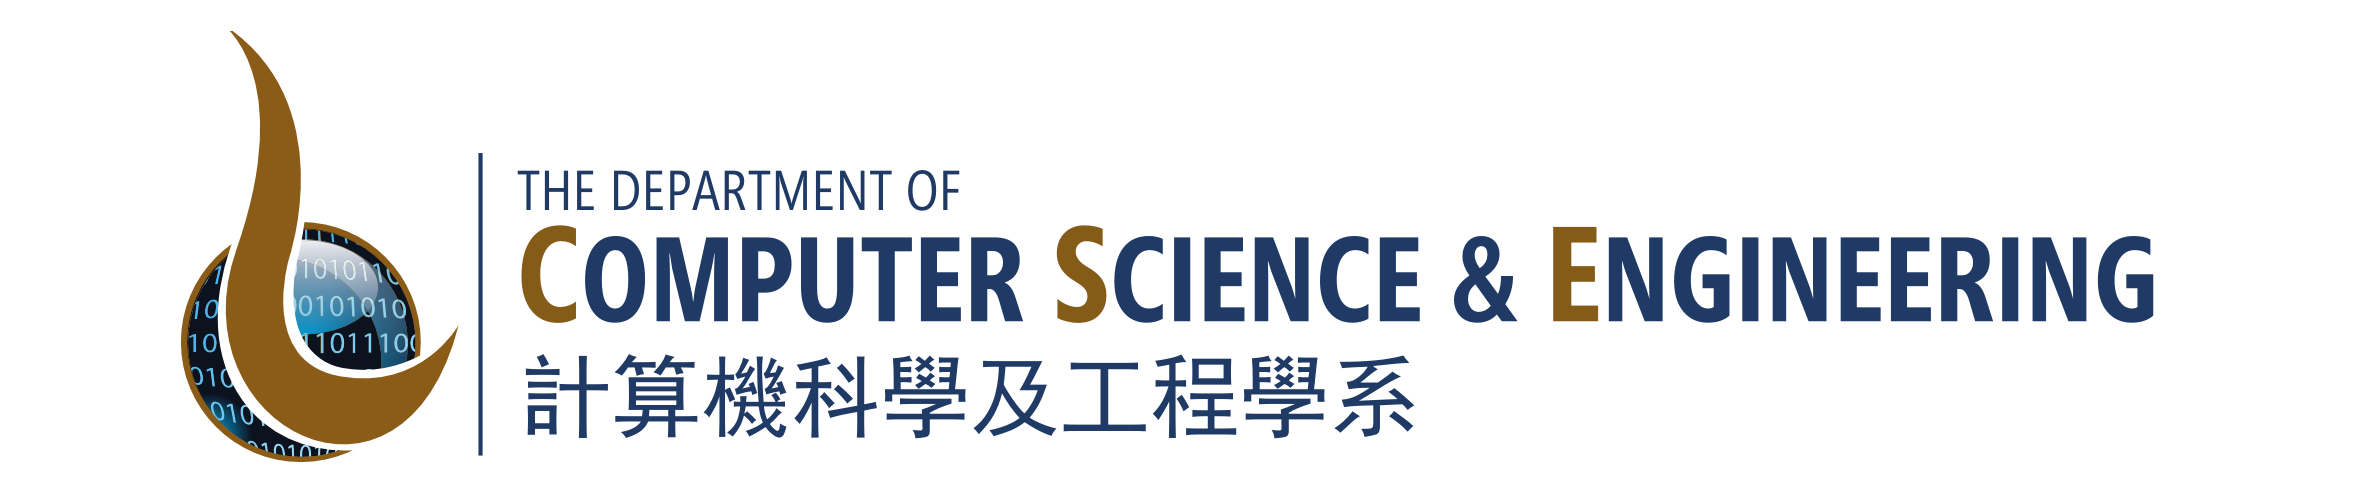 THE DEPARTMENT OF
COMPUTER SCIENCE & ENGINEERING
計算機科學及工程學系